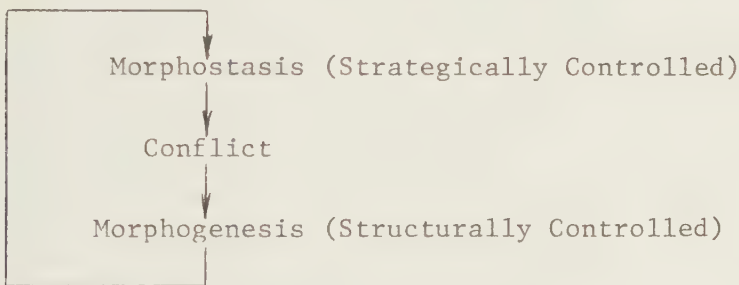 Morphostasis (Strategically Controlled)
Conflict
Morphogenesis (Structurally Controlled)